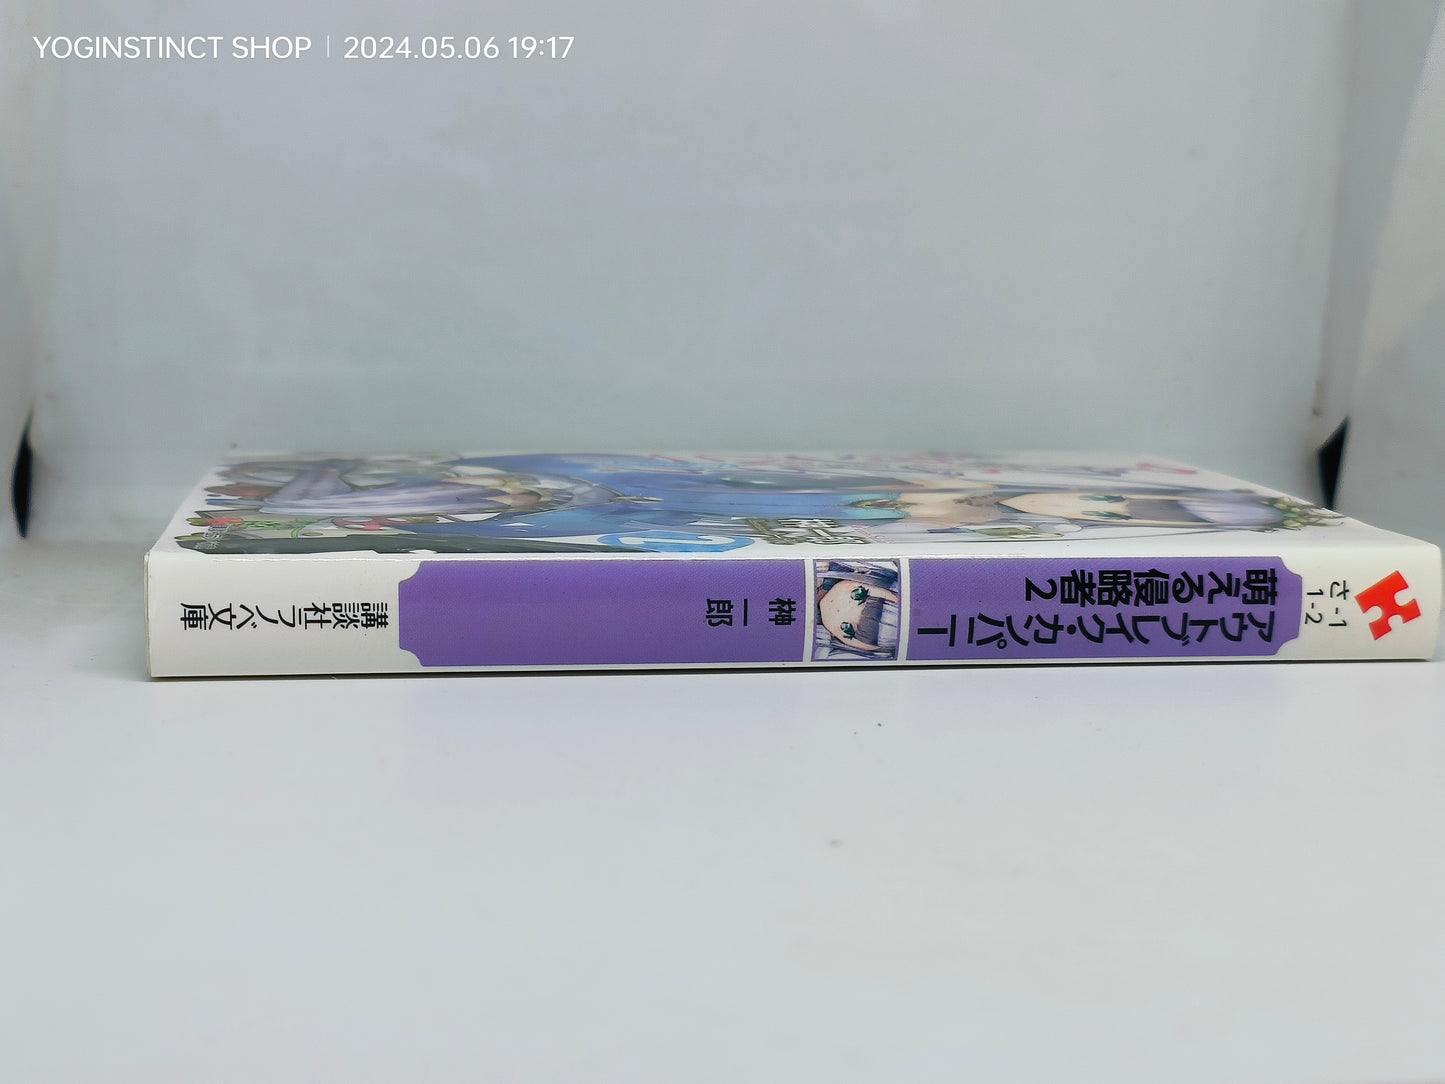 YOGINSTINCT SHOP | 2024.05.06 19:17
2
さ-1
1-2
アウトブレイク・カンパニー
萌える侵略者2
榊 一郎
講談社ラノベ文庫